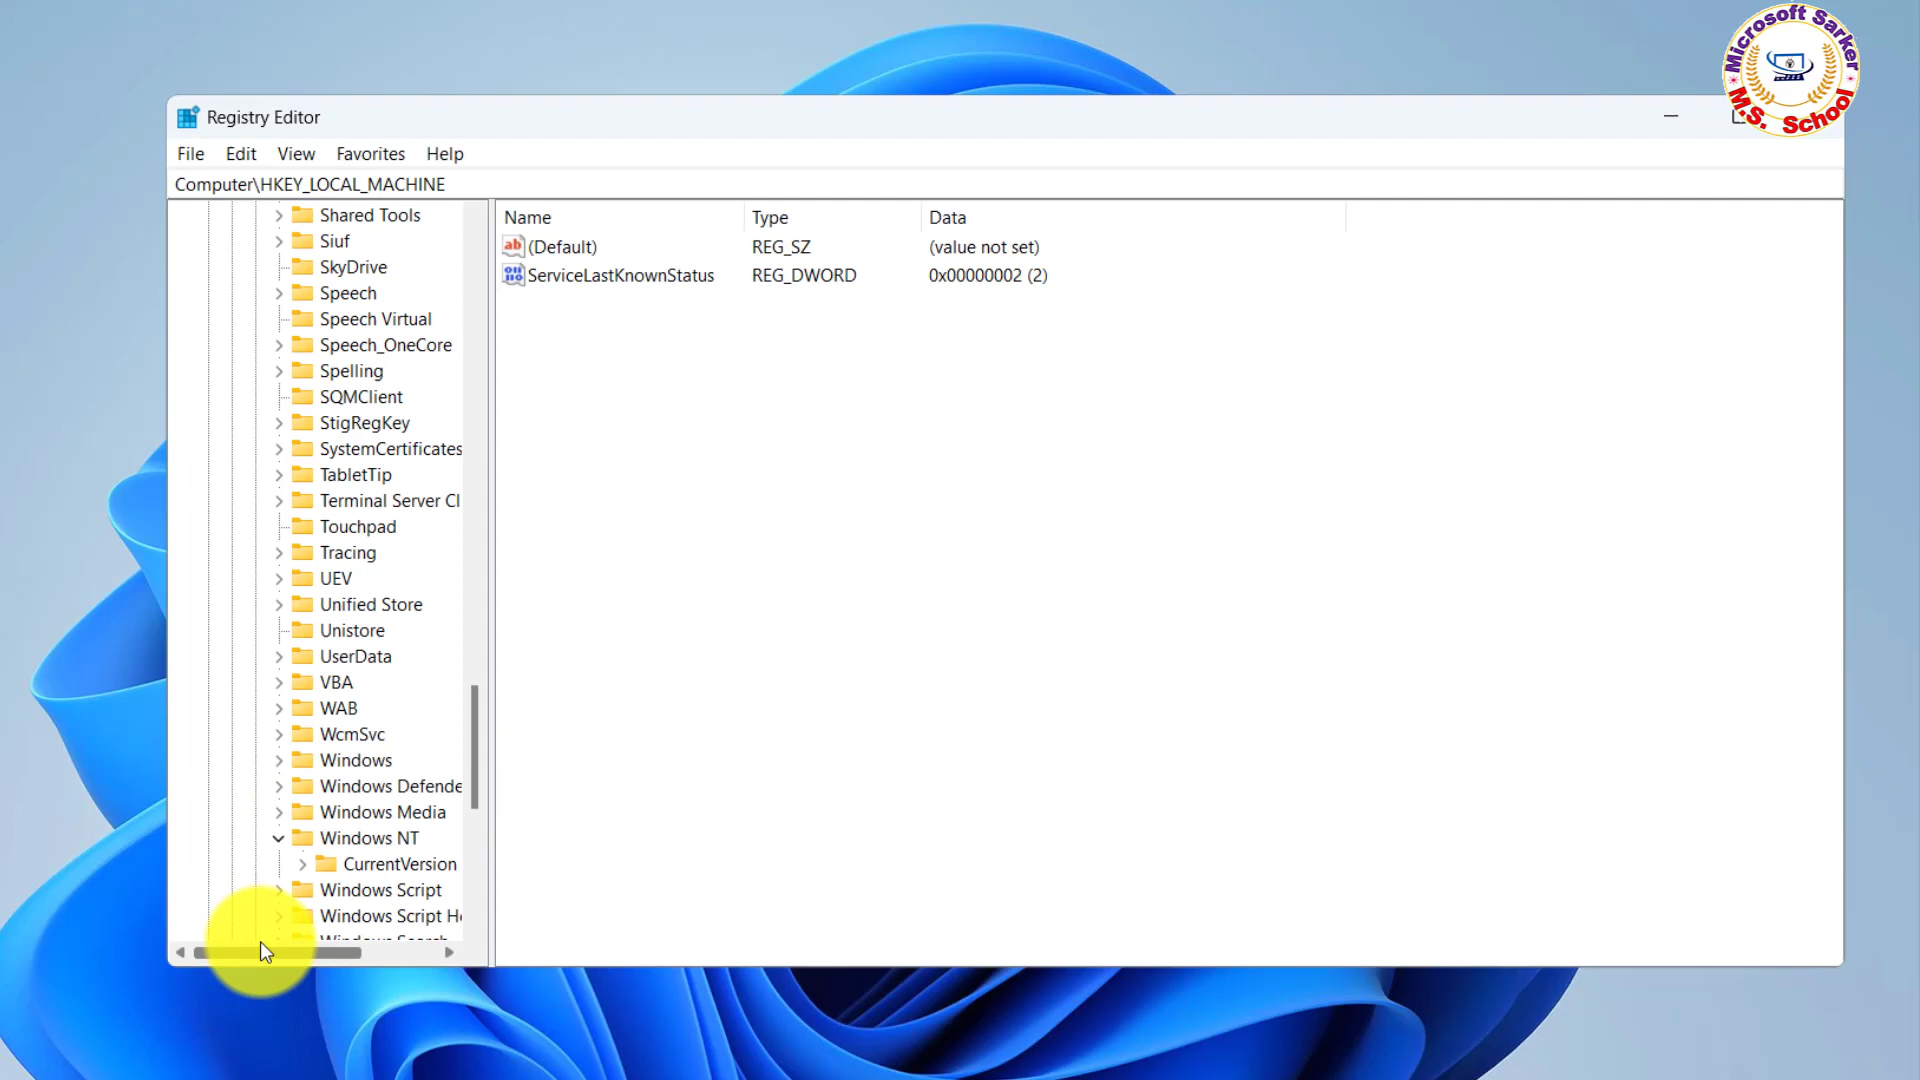 Microsoft Sarker
M.S. School
Registry Editor
File Edit View Favorites Help
Computer\HKEY_LOCAL_MACHINE
Name Type Data
(Default) REG_SZ (value not set)
ServiceLastKnownStatus REG_DWORD 0x00000002 (2)
Shared Tools
Siuf
SkyDrive
Speech
Speech Virtual
Speech_OneCore
Spelling
SQMClient
StigRegKey
SystemCertificates
TabletTip
Terminal Server Cl
Touchpad
Tracing
UEV
Unified Store
Unistore
UserData
VBA
WAB
WcmSvc
Windows
Windows Defende
Windows Media
Windows NT
CurrentVersion
Windows Script
Windows Script H